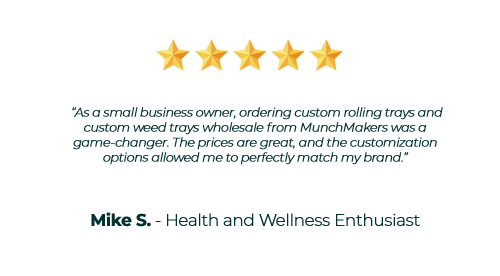 “As a small business owner, ordering custom rolling trays and
custom weed trays wholesale from MunchMakers was a
game-changer. The prices are great, and the customization
options allowed me to perfectly match my brand.”
Mike S. - Health and Wellness Enthusiast